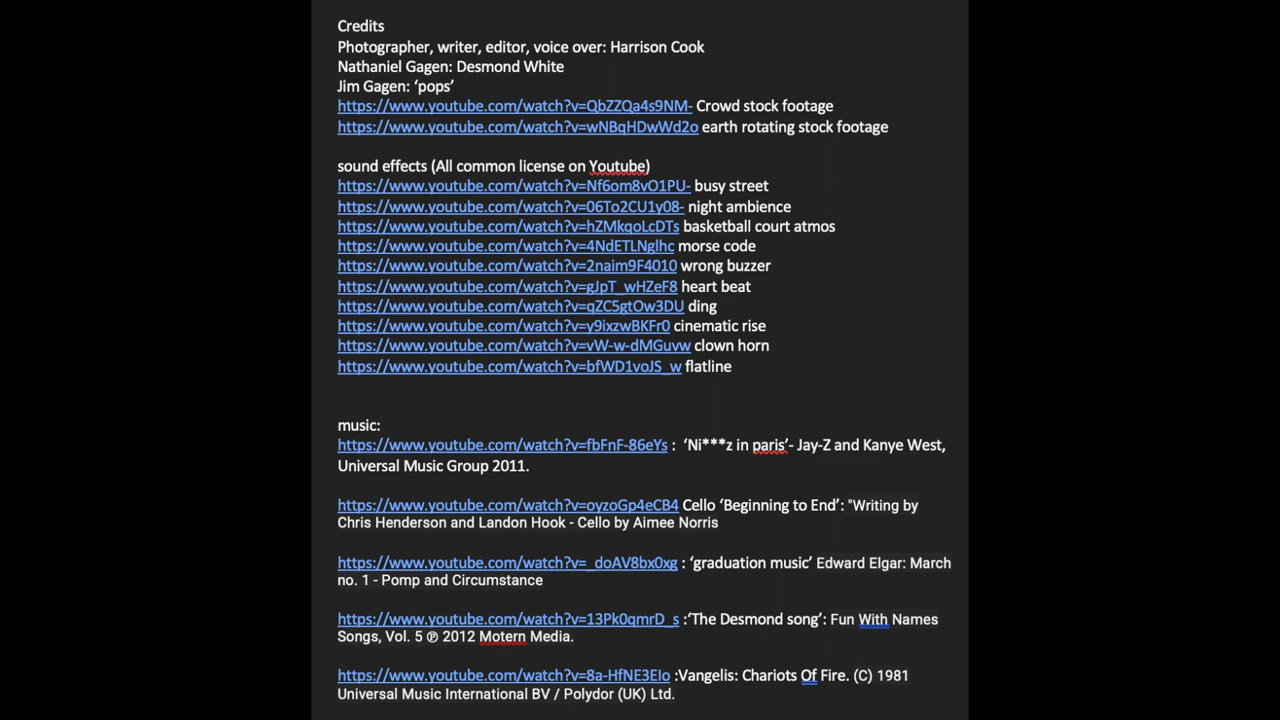 Credits
Photographer, writer, editor, voice over: Harrison Cook
Nathaniel Gagen: Desmond White
Jim Gagen: ‘pops’
https://www.youtube.com/watch?v=QbZZQa4s9NM- Crowd stock footage
https://www.youtube.com/watch?v=wNBqHDwWd2o earth rotating stock footage
sound effects (All common license on Youtube)
https://www.youtube.com/watch?v=Nf6om8vO1PU- busy street
https://www.youtube.com/watch?v=06To2CU1y08- night ambience
https://www.youtube.com/watch?v=hZMkqoLcDTs basketball court atmos
https://www.youtube.com/watch?v=4NdETLNglhc morse code
https://www.youtube.com/watch?v=2naim9F4010 wrong buzzer
https://www.youtube.com/watch?v=gJpT_wHZeF8 heart beat
https://www.youtube.com/watch?v=qZC5gtOw3DU ding
https://www.youtube.com/watch?v=y9ixzwBKFr0 cinematic rise
https://www.youtube.com/watch?v=vW-w-dMGuvw clown horn
https://www.youtube.com/watch?v=bfWD1voJS_w flatline
music:
https://www.youtube.com/watch?v=fbFnF-86eYs :  ‘Ni***z in paris’- Jay-Z and Kanye West,
Universal Music Group 2011.
https://www.youtube.com/watch?v=oyzoGp4eCB4 Cello ‘Beginning to End’: "Writing by
Chris Henderson and Landon Hook - Cello by Aimee Norris
https://www.youtube.com/watch?v=_doAV8bx0xg : ‘graduation music’ Edward Elgar: March
no. 1 - Pomp and Circumstance
https://www.youtube.com/watch?v=13Pk0qmrD_s :‘The Desmond song’: Fun With Names
Songs, Vol. 5 ℗ 2012 Motern Media.
https://www.youtube.com/watch?v=8a-HfNE3EIo :Vangelis: Chariots Of Fire. (C) 1981
Universal Music International BV / Polydor (UK) Ltd.